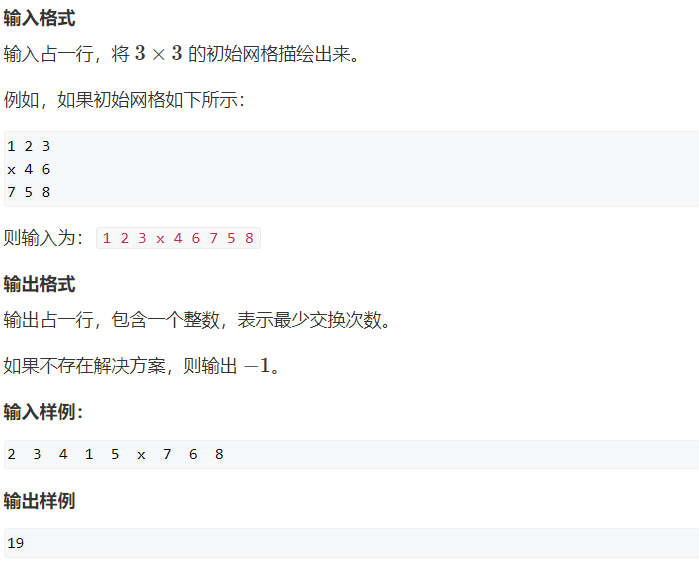 输入格式
输入占一行，将 3 × 3 的初始网格描绘出来。
例如，如果初始网格如下所示：
1 2 3
x 4 6
7 5 8
则输入为： 1 2 3 x 4 6 7 5 8
输出格式
输出占一行，包含一个整数，表示最少交换次数。
如果不存在解决方案，则输出 −1。
输入样例：
2  3  4  1  5  x  7  6  8
输出样例
19